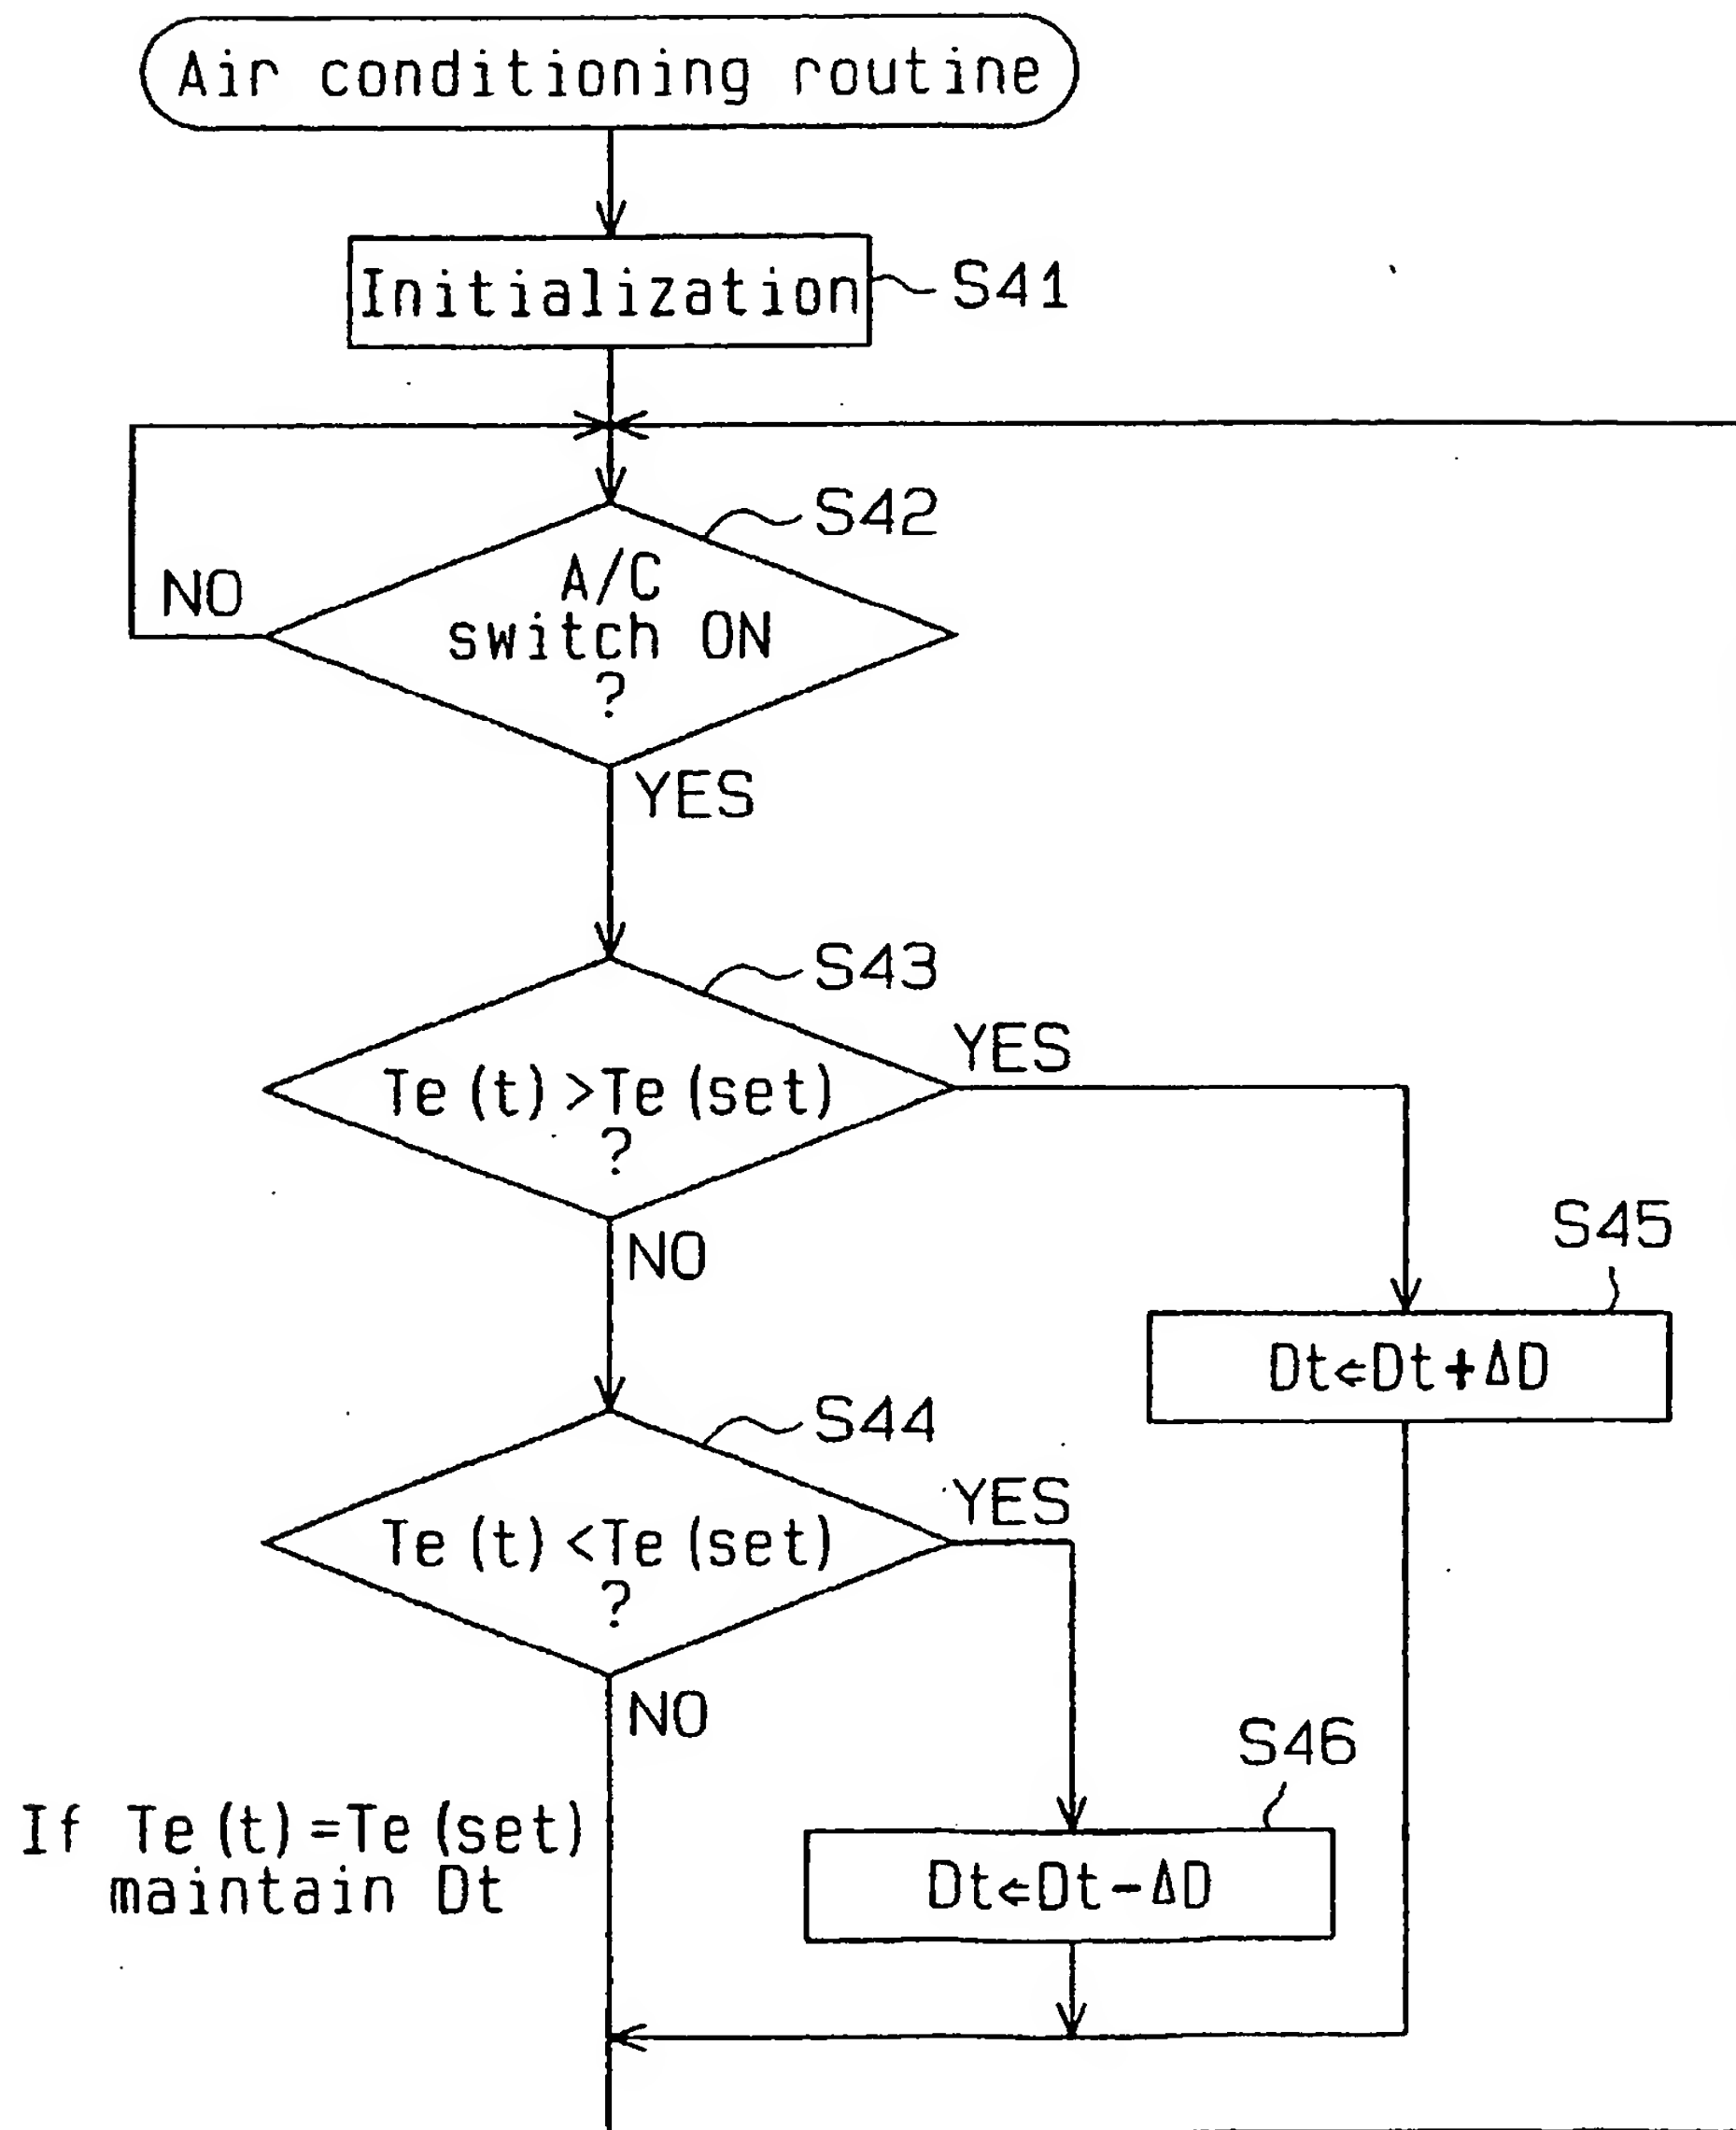 Air conditioning routine
Initialization
S41
S42
A/C
switch ON
?
NO
YES
S43
Te(t)>Te(set)
?
YES
NO
S45
Dt⇐Dt+ΔD
S44
Te(t)<Te(set)
?
YES
NO
S46
If Te(t)=Te(set)
maintain Dt
Dt⇐Dt-ΔD